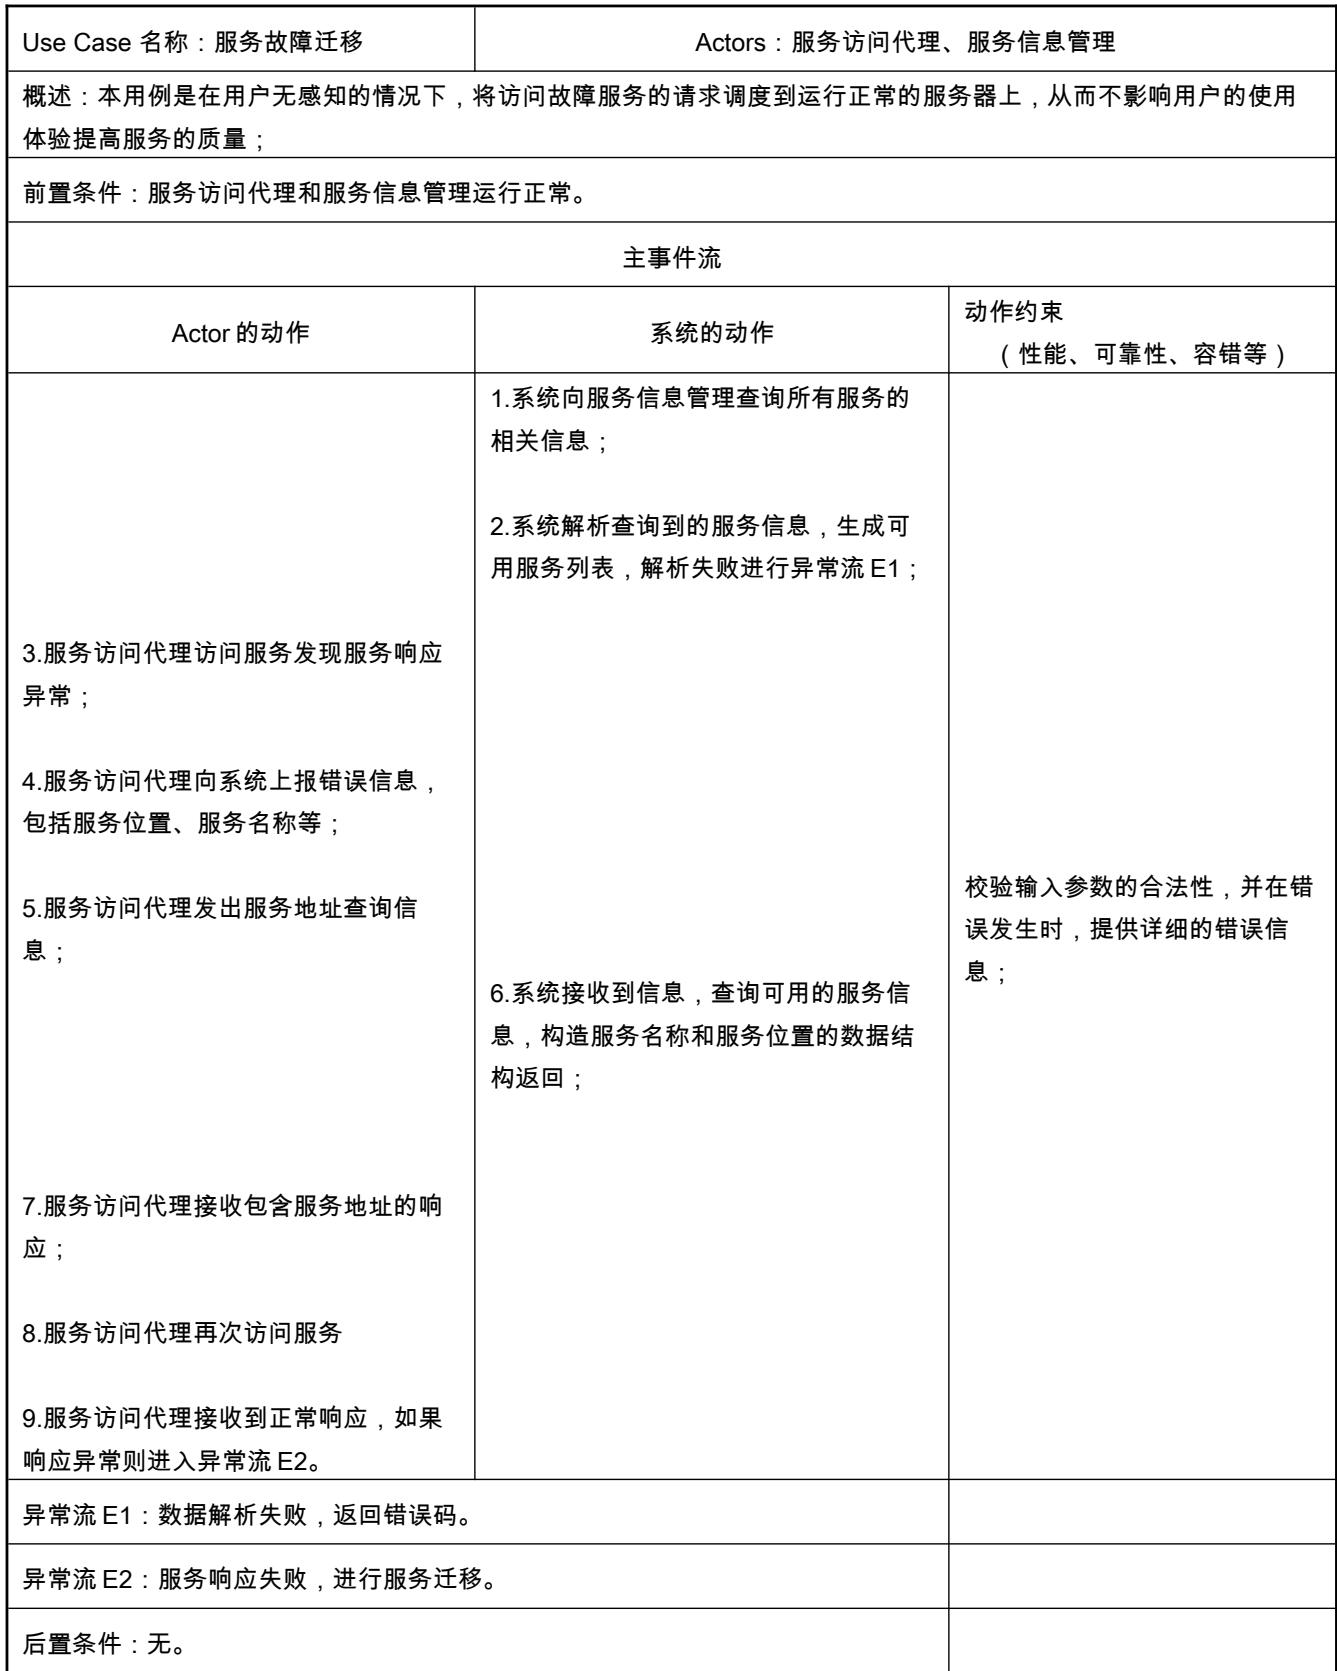 Use Case 名称：服务故障迁移
Actors：服务访问代理、服务信息管理
概述：本用例是在用户无感知的情况下，将访问故障服务的请求调度到运行正常的服务器上，从而不影响用户的使用
体验提高服务的质量；
前置条件：服务访问代理和服务信息管理运行正常。
主事件流
Actor 的动作
系统的动作
动作约束
（性能、可靠性、容错等）
1.系统向服务信息管理查询所有服务的
相关信息；
2.系统解析查询到的服务信息，生成可
用服务列表，解析失败进行异常流 E1；
3.服务访问代理访问服务发现服务响应
异常；
4.服务访问代理向系统上报错误信息，
包括服务位置、服务名称等；
5.服务访问代理发出服务地址查询信
息；
校验输入参数的合法性，并在错
误发生时，提供详细的错误信
息；
6.系统接收到信息，查询可用的服务信
息，构造服务名称和服务位置的数据结
构返回；
7.服务访问代理接收包含服务地址的响
应；
8.服务访问代理再次访问服务
9.服务访问代理接收到正常响应，如果
响应异常则进入异常流 E2。
异常流 E1：数据解析失败，返回错误码。
异常流 E2：服务响应失败，进行服务迁移。
后置条件：无。